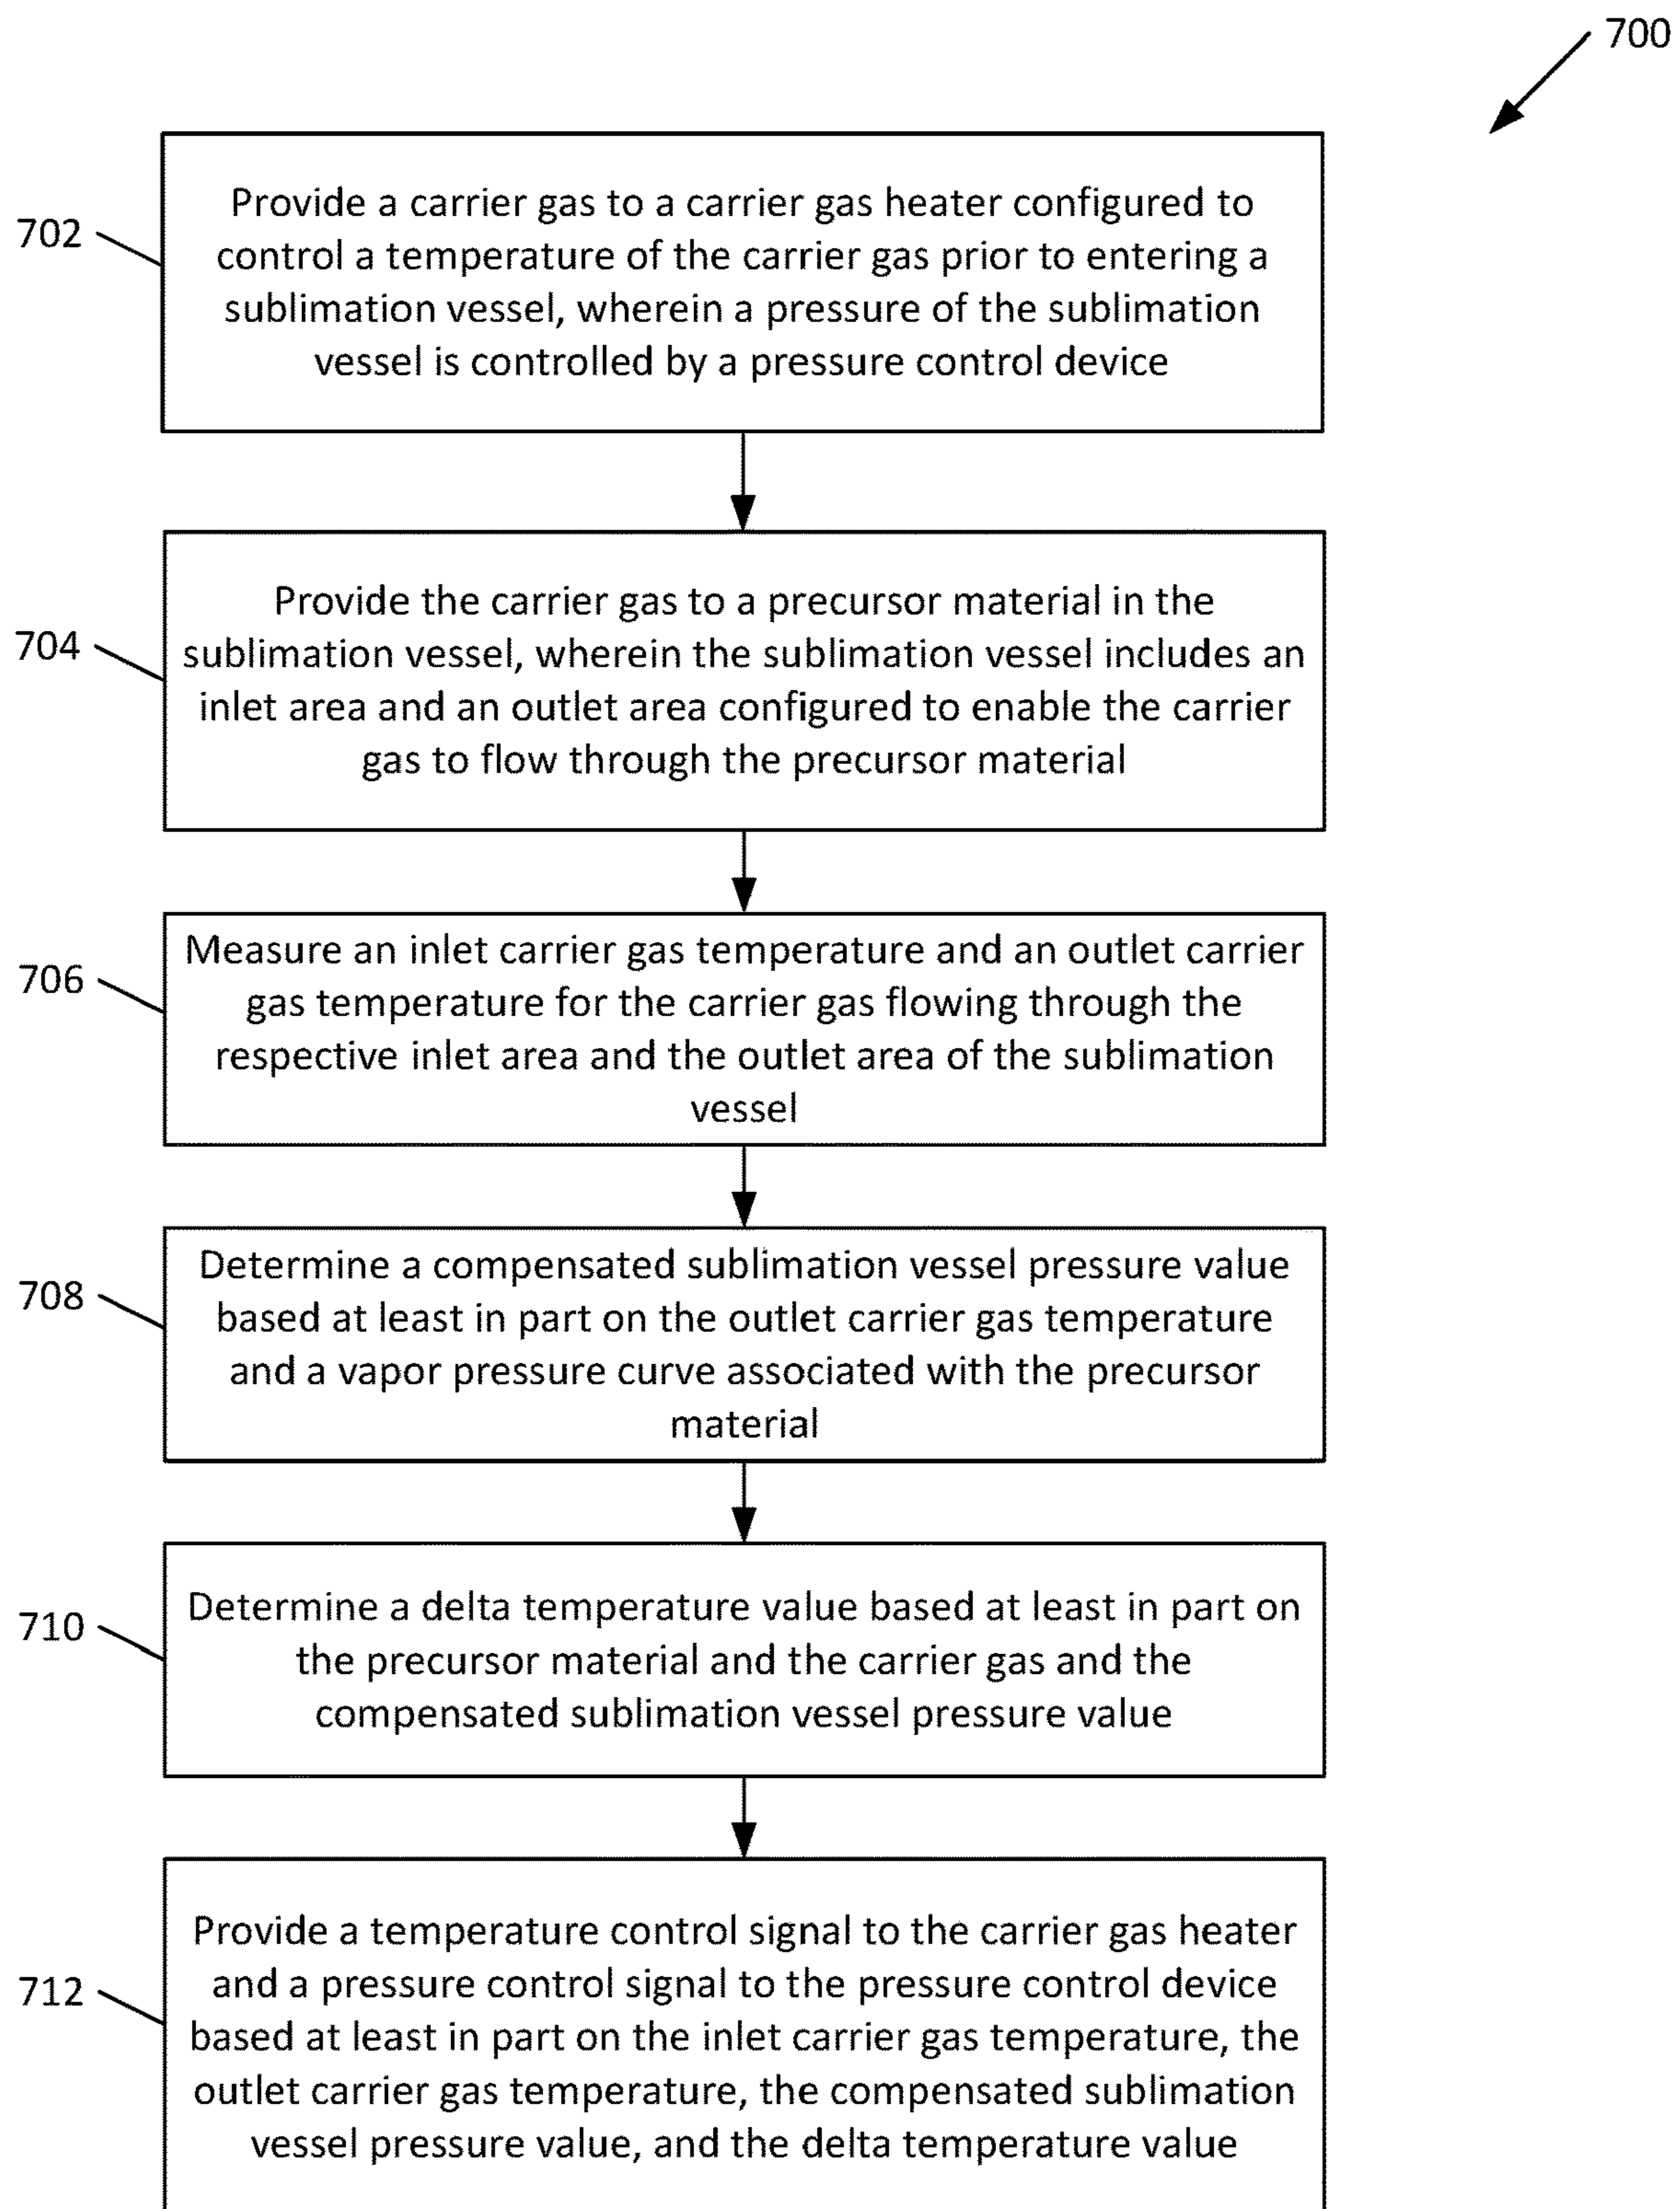 700
702
Provide a carrier gas to a carrier gas heater configured to
control a temperature of the carrier gas prior to entering a
sublimation vessel, wherein a pressure of the sublimation
vessel is controlled by a pressure control device
704
Provide the carrier gas to a precursor material in the
sublimation vessel, wherein the sublimation vessel includes an
inlet area and an outlet area configured to enable the carrier
gas to flow through the precursor material
706
Measure an inlet carrier gas temperature and an outlet carrier
gas temperature for the carrier gas flowing through the
respective inlet area and the outlet area of the sublimation
vessel
708
Determine a compensated sublimation vessel pressure value
based at least in part on the outlet carrier gas temperature
and a vapor pressure curve associated with the precursor
material
710
Determine a delta temperature value based at least in part on
the precursor material and the carrier gas and the
compensated sublimation vessel pressure value
712
Provide a temperature control signal to the carrier gas heater
and a pressure control signal to the pressure control device
based at least in part on the inlet carrier gas temperature, the
outlet carrier gas temperature, the compensated sublimation
vessel pressure value, and the delta temperature value